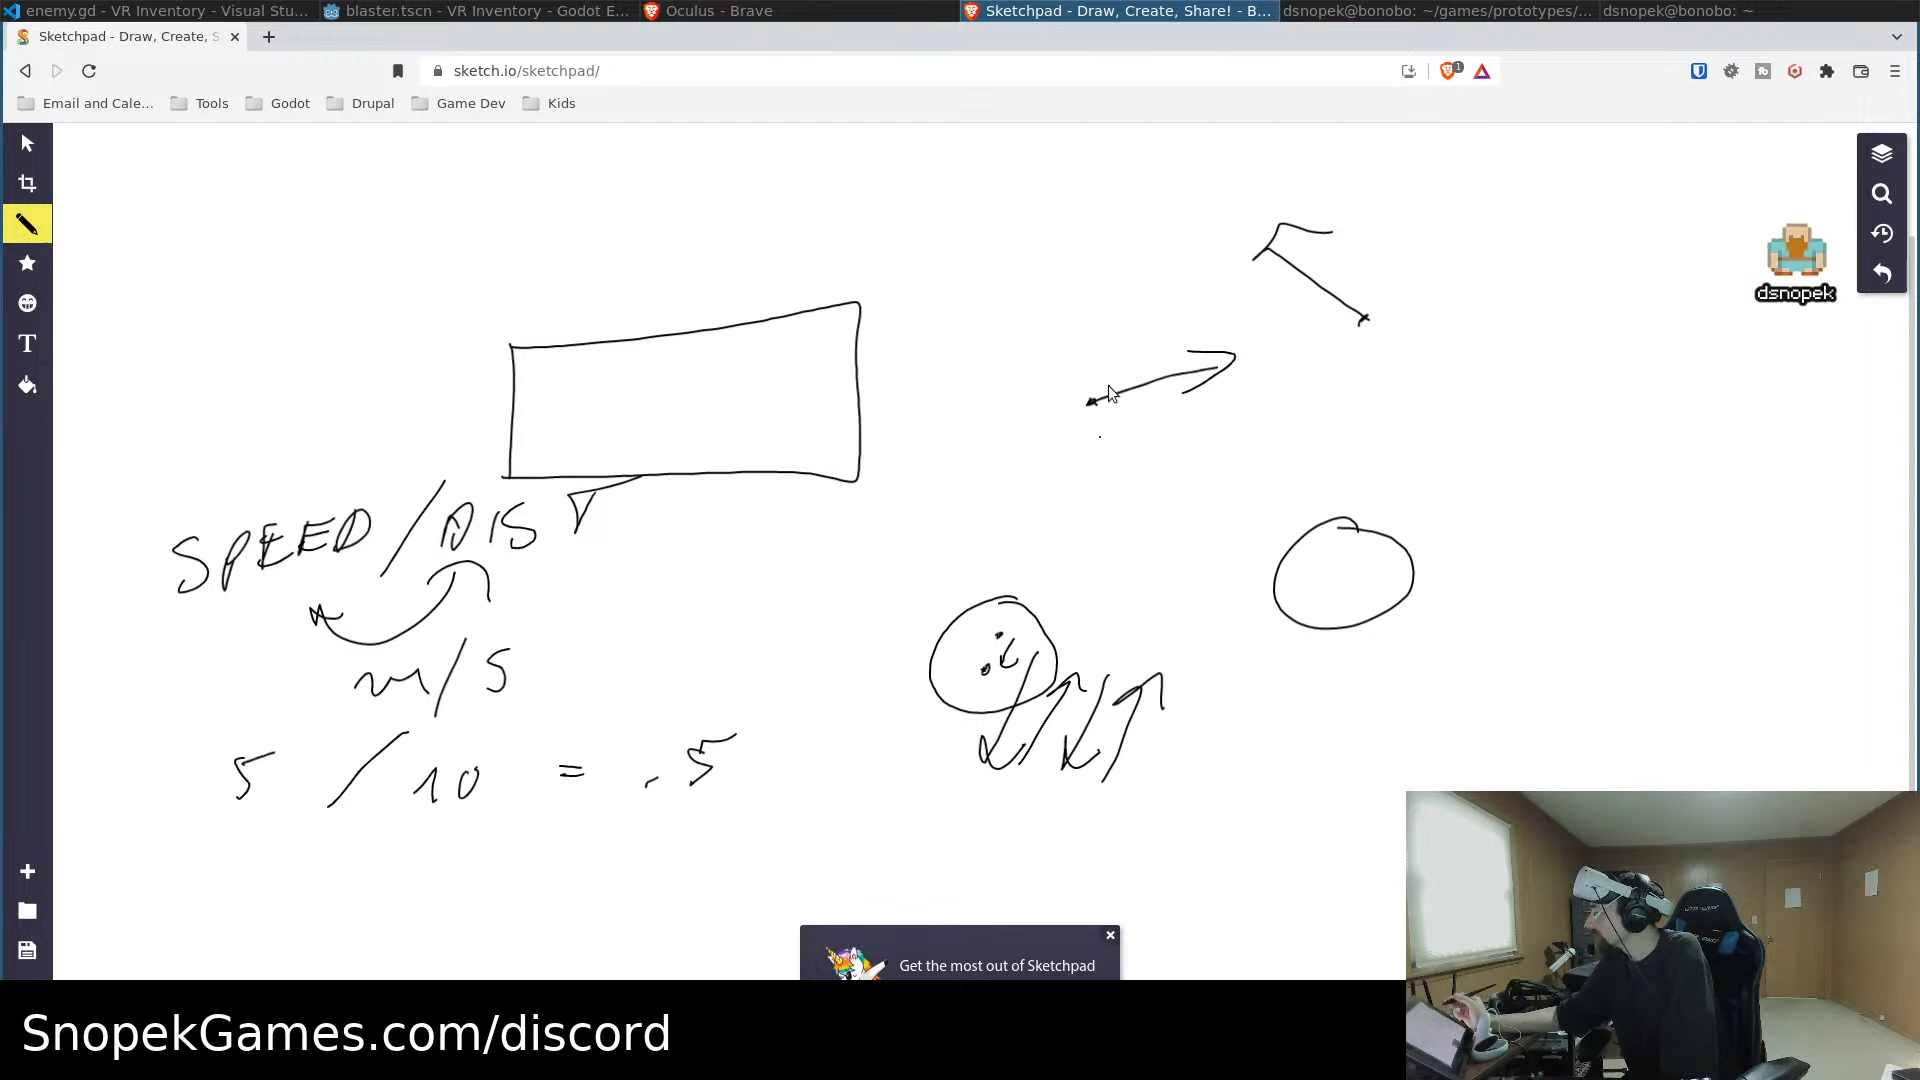 enemy.gd - VR Inventory - Visual Stu...
blaster.tscn - VR Inventory - Godot E...
Oculus - Brave
Sketchpad - Draw, Create, Share! - B...
dsnopek@bonobo: ~/games/prototypes/...
dsnopek@bonobo: ~
Sketchpad - Draw, Create, S
sketch.io/sketchpad/
1
Email and Cale...
Tools
Godot
Drupal
Game Dev
Kids
T
dsnopek
SPEED / DIST
m/s
5 / 10 = .5
Get the most out of Sketchpad
SnopekGames.com/discord